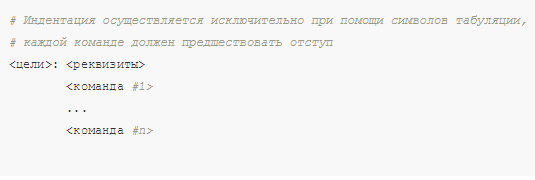 # Индентация осуществляется исключительно при помощи символов табуляции,
# каждой команде должен предшествовать отступ
<цели>: <реквизиты>
<команда #1>
...
<команда #n>